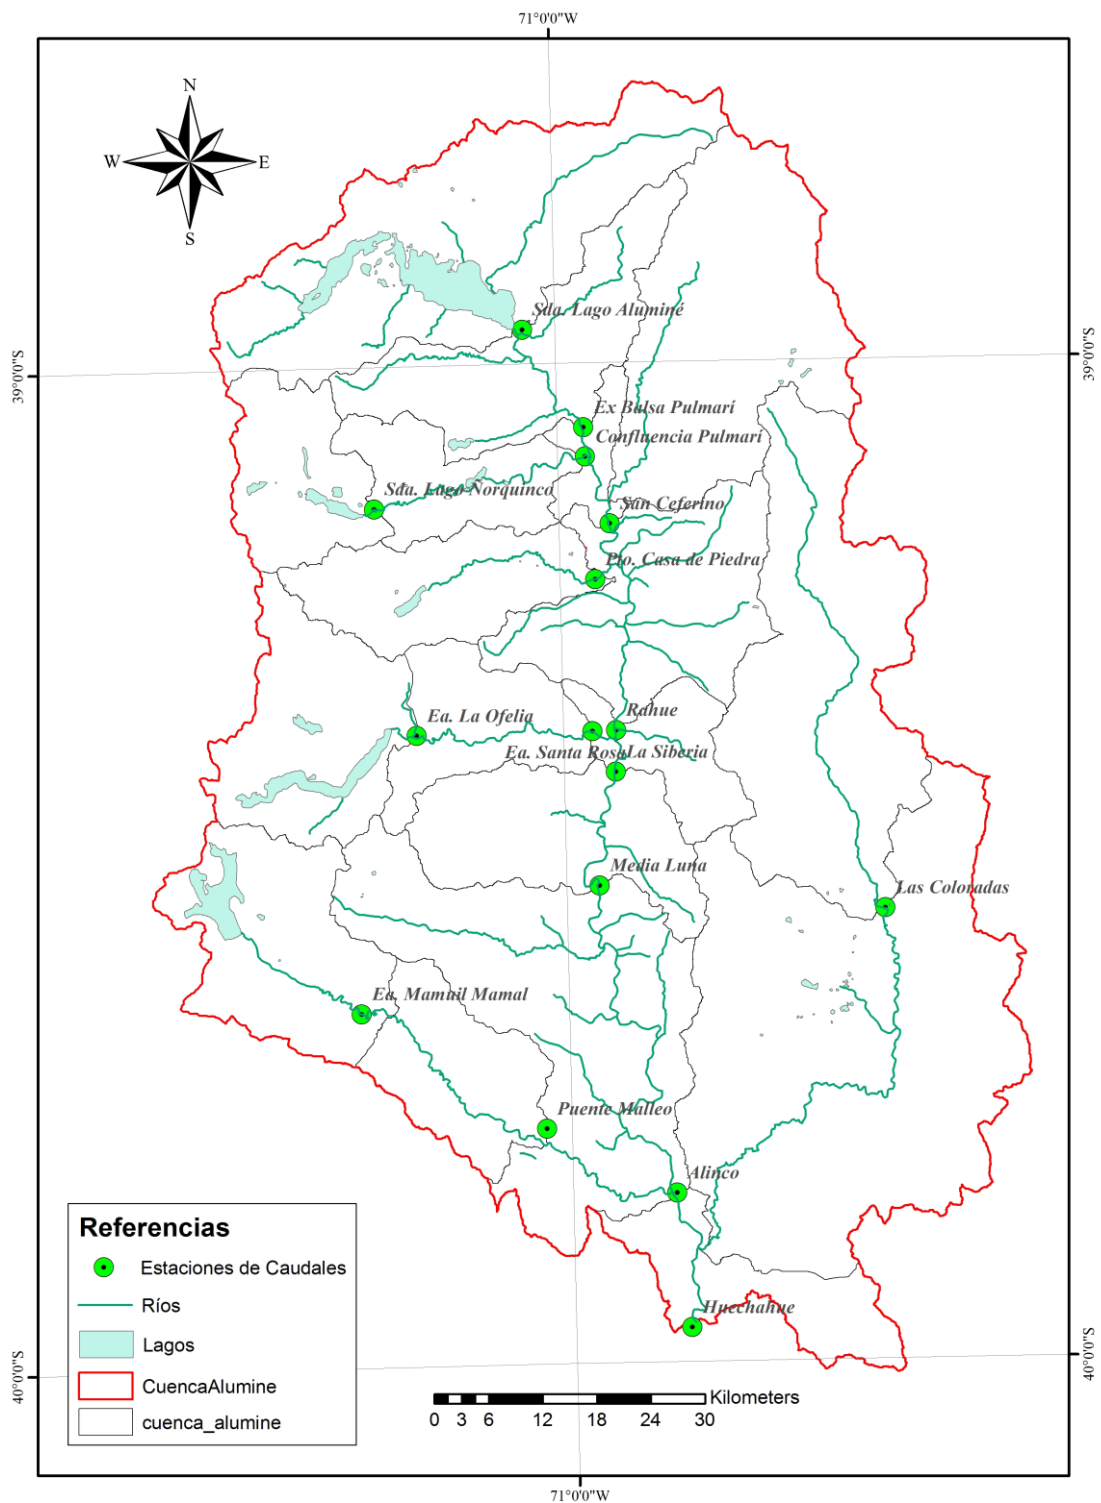 71°0'0"W
N
W
E
S
39°0'0"S
39°0'0"S
Sda. Lago Aluminé
Ex Balsa Pulmarí
Confluencia Pulmarí
Sda. Lago Ñorquinco
San Ceferino
Pto. Casa de Piedra
Ea. La Ofelia
Rahue
Ea. Santa Rosa
La Siberia
Media Luna
Las Coloradas
Ea. Mamuil Mamal
Puente Malleo
Alinco
Huechahue
Referencias
Estaciones de Caudales
Ríos
Lagos
CuencaAlumine
cuenca_alumine
Kilometers
0 3 6 12 18 24 30
40°0'0"S
40°0'0"S
71°0'0"W